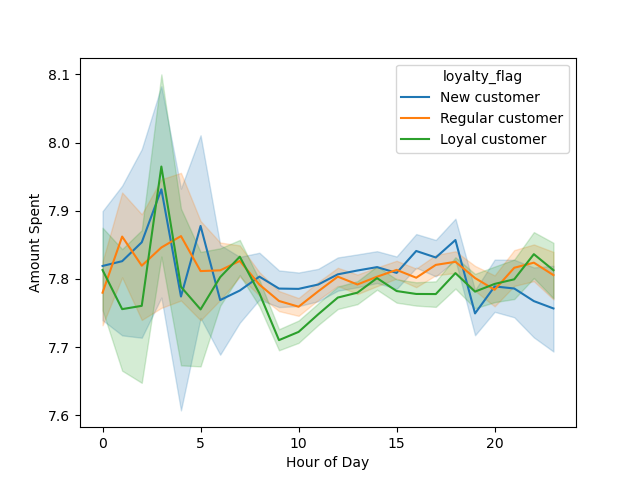 loyalty_flag
New customer
Regular customer
Loyal customer
8.1
8.0
7.9
7.8
7.7
7.6
Amount Spent
0 5 10 15 20
Hour of Day